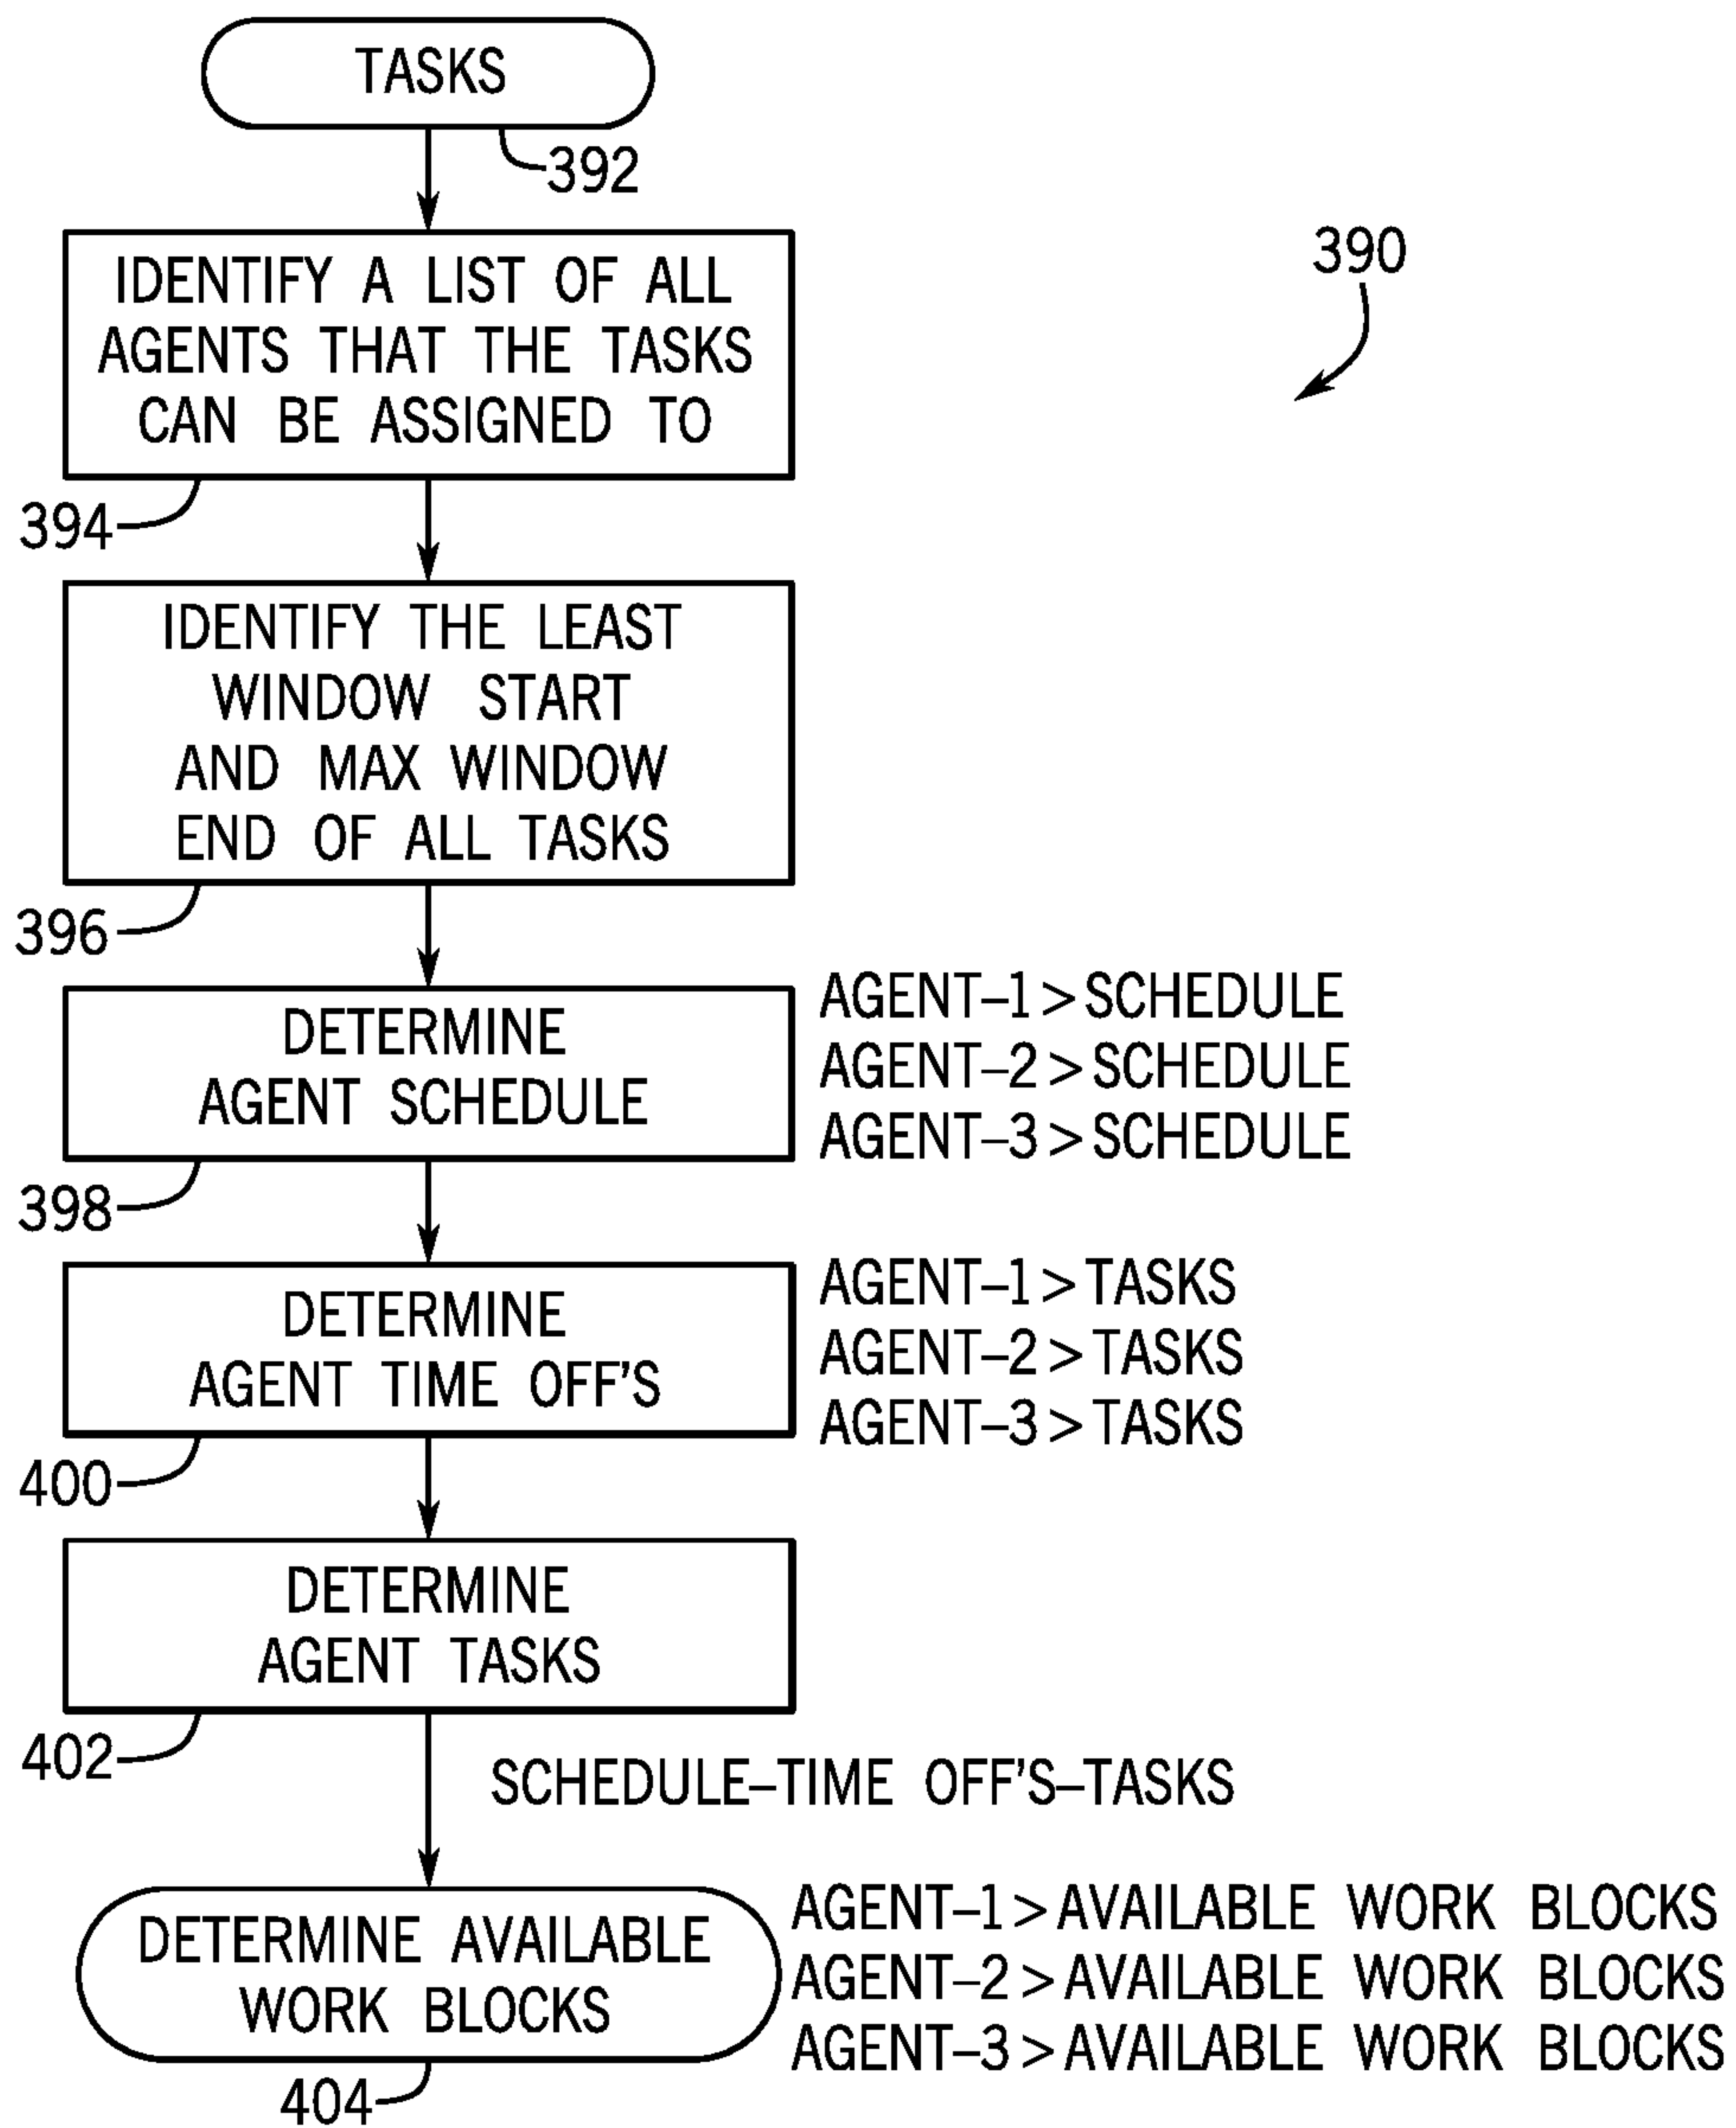 TASKS
392
390
IDENTIFY A LIST OF ALL
AGENTS THAT THE TASKS
CAN BE ASSIGNED TO
394
IDENTIFY THE LEAST
WINDOW START
AND MAX WINDOW
END OF ALL TASKS
396
DETERMINE
AGENT SCHEDULE
AGENT–1>SCHEDULE
AGENT–2>SCHEDULE
AGENT–3>SCHEDULE
398
DETERMINE
AGENT TIME OFF'S
AGENT–1>TASKS
AGENT–2>TASKS
AGENT–3>TASKS
400
DETERMINE
AGENT TASKS
402
SCHEDULE–TIME OFF'S–TASKS
DETERMINE AVAILABLE
WORK BLOCKS
AGENT–1>AVAILABLE WORK BLOCKS
AGENT–2>AVAILABLE WORK BLOCKS
AGENT–3>AVAILABLE WORK BLOCKS
404